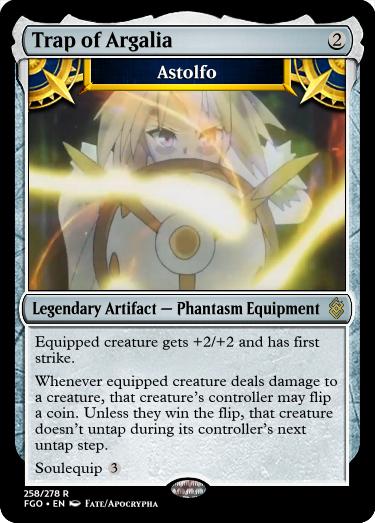 Trap of Argalia 2
Astolfo
Legendary Artifact — Phantasm Equipment
Equipped creature gets +2/+2 and has first
strike.
Whenever equipped creature deals damage to
a creature, that creature's controller may flip
a coin. Unless they win the flip, that creature
doesn't untap during its controller's next
untap step.
Soulequip 3
258/278 R
FGO • EN Fate/Apocrypha